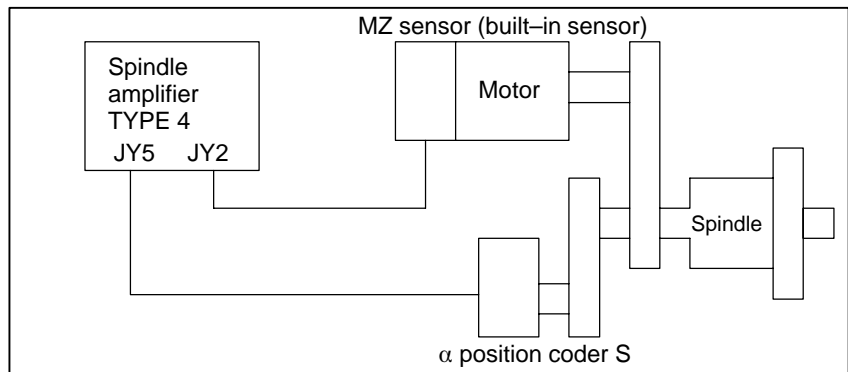 MZ sensor (built–in sensor)
Spindle
amplifier
TYPE 4
JY5 JY2
Motor
Spindle
α position coder S